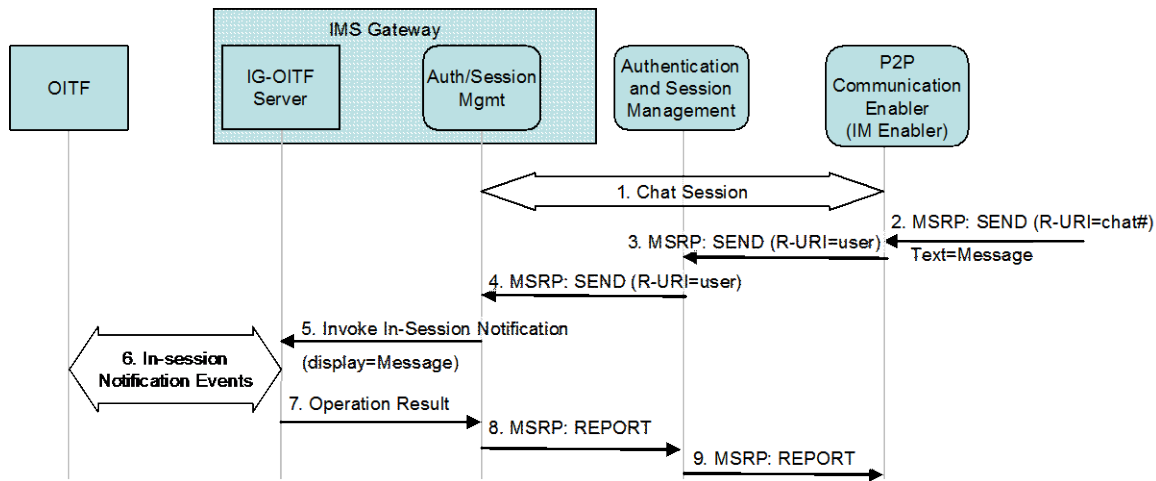 IMS Gateway
OITF
IG-OITF
Server
Auth/Session
Mgmt
Authentication
and Session
Management
P2P
Communication
Enabler
(IM Enabler)
1. Chat Session
2. MSRP: SEND (R-URI=chat#)
Text=Message
3. MSRP: SEND (R-URI=user)
4. MSRP: SEND (R-URI=user)
5. Invoke In-Session Notification
(display=Message)
6. In-session
Notification Events
7. Operation Result
8. MSRP: REPORT
9. MSRP: REPORT